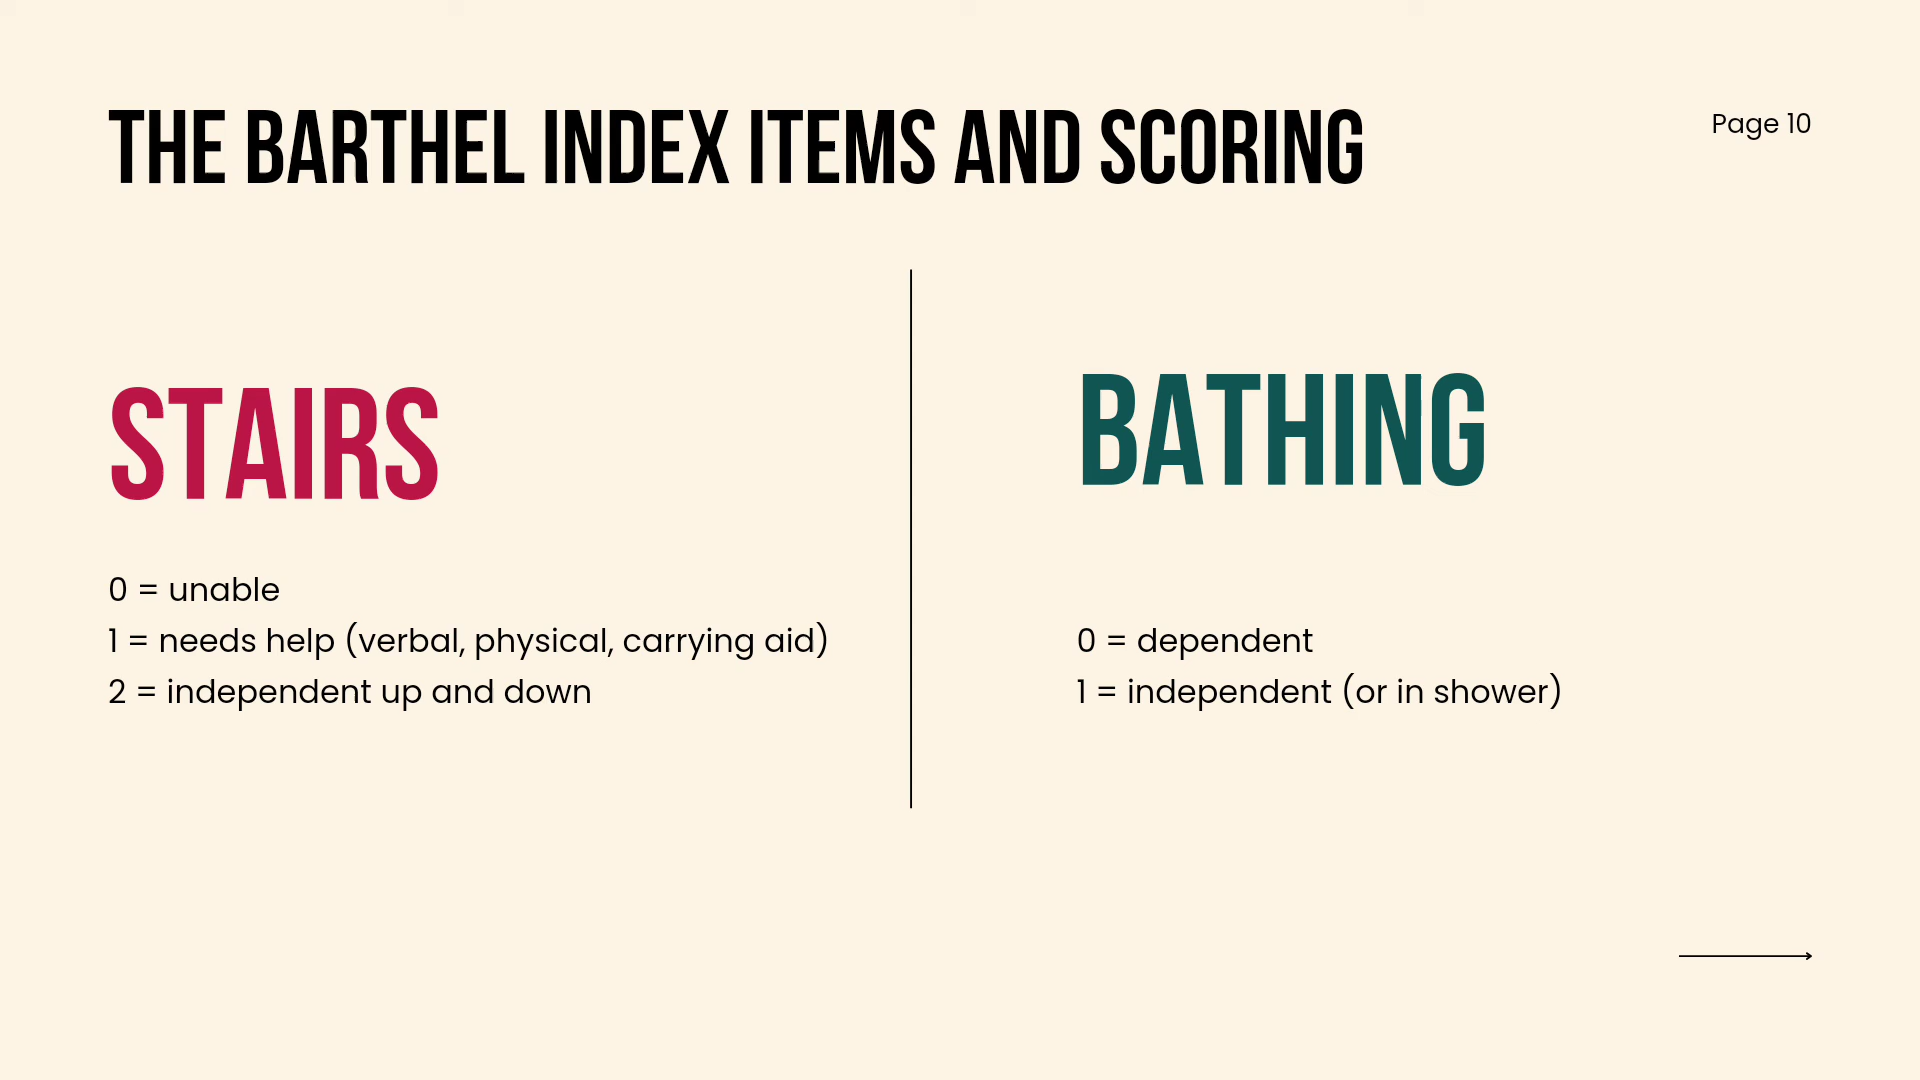 THE BARTHEL INDEX ITEMS AND SCORING
Page 10
STAIRS
0 = unable
1 = needs help (verbal, physical, carrying aid)
2 = independent up and down
BATHING
0 = dependent
1 = independent (or in shower)